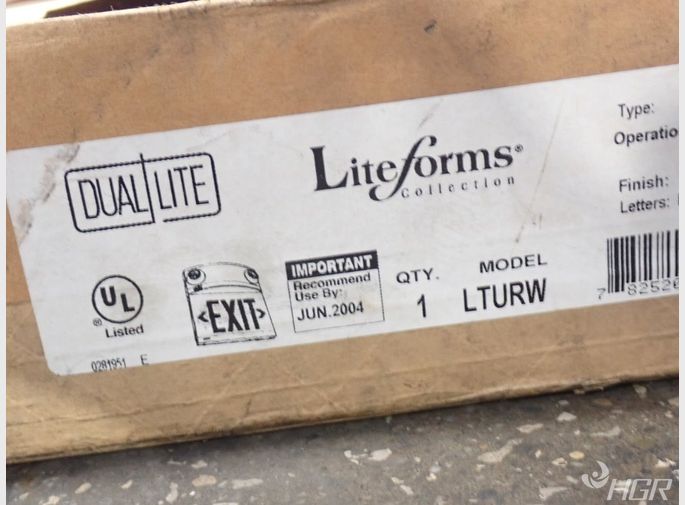 DUAL LITE
Liteforms®
Collection
Type:
Finish:
Letters:
UL
®Listed
<EXIT>
IMPORTANT
Recommend
Use By:
JUN.2004
QTY.
1
MODEL
LTURW
0281951 E
HGR